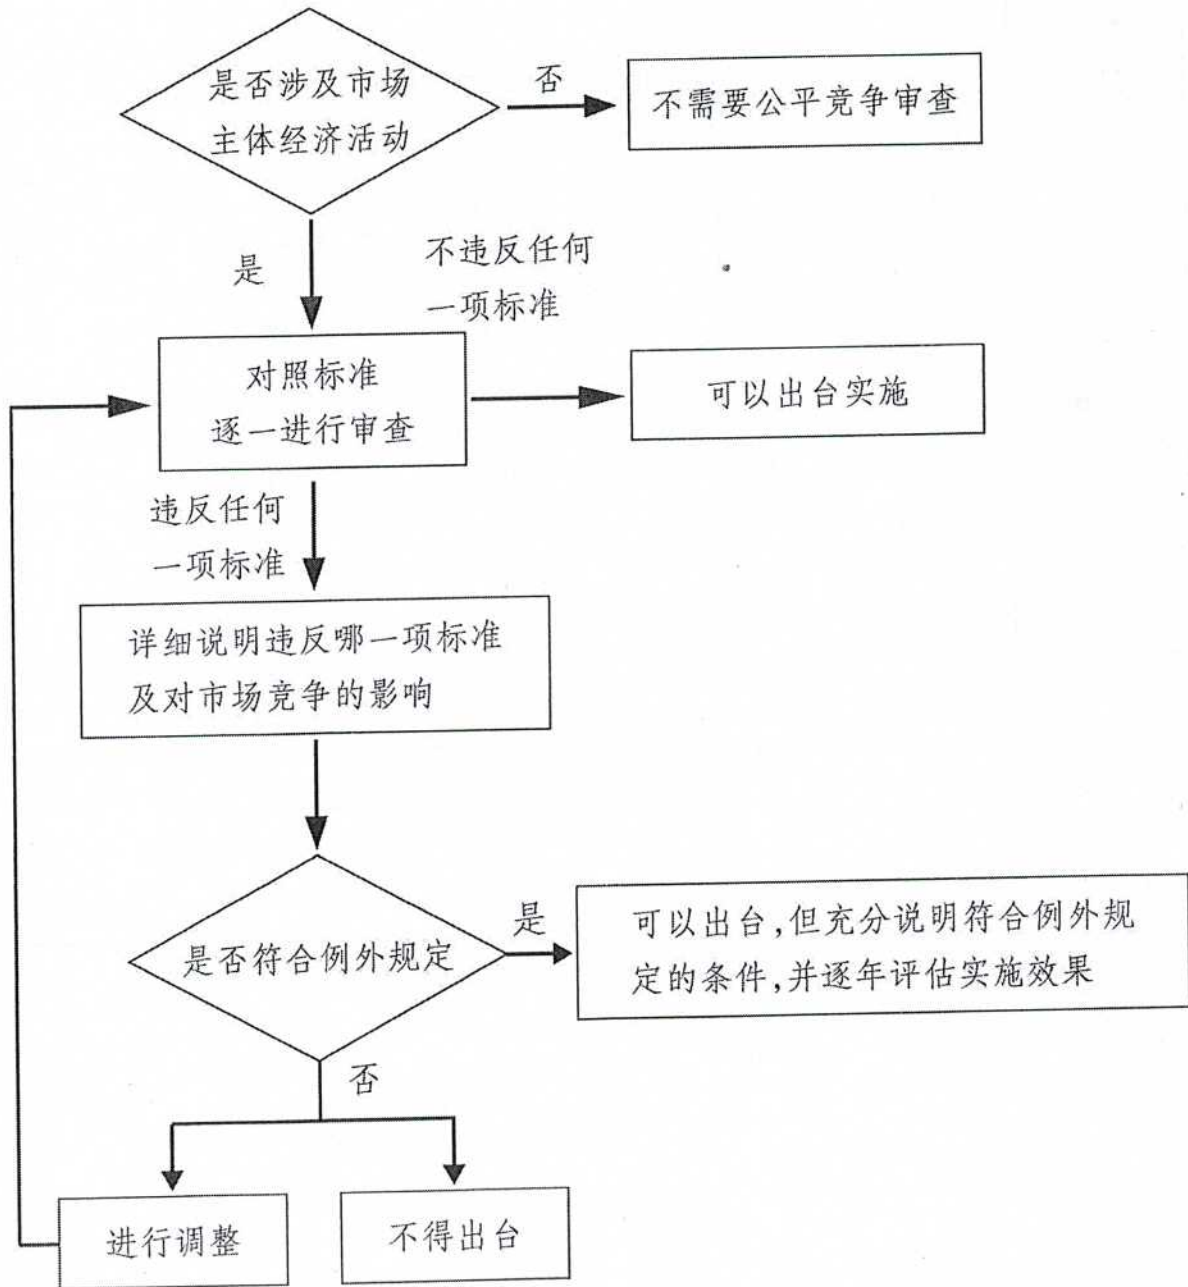 是否涉及市场
主体经济活动
否
不需要公平竞争审查
是
不违反任何
一项标准
对照标准
逐一进行审查
可以出台实施
违反任何
一项标准
详细说明违反哪一项标准
及对市场竞争的影响
是否符合例外规定
是
可以出台,但充分说明符合例外规
定的条件,并逐年评估实施效果
否
进行调整
不得出台